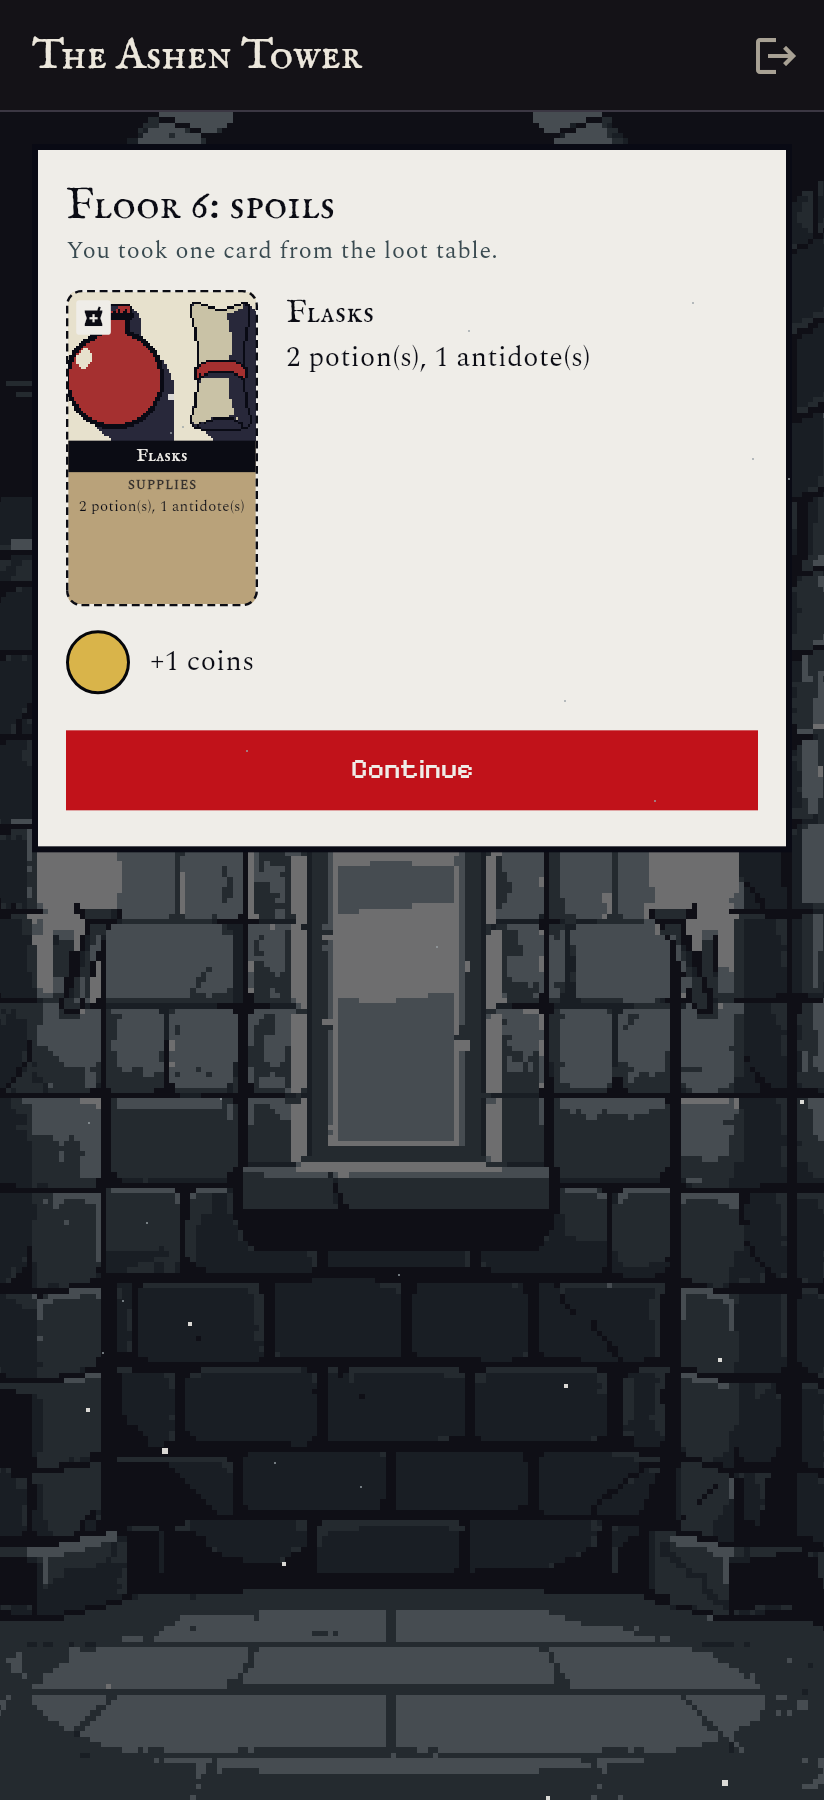 The Ashen Tower
Floor 6: spoils
You took one card from the loot table.
Flasks
2 potion(s), 1 antidote(s)
Flasks
SUPPLIES
2 potion(s), 1 antidote(s)
+1 coins
Continue